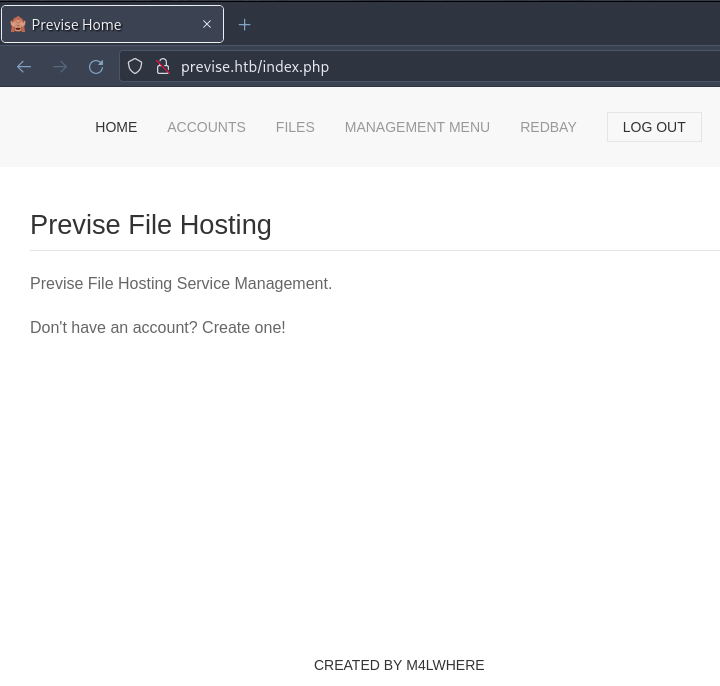 Previse Home
previse.htb/index.php
HOME ACCOUNTS FILES MANAGEMENT MENU REDBAY LOG OUT
Previse File Hosting
Previse File Hosting Service Management.
Don't have an account? Create one!
CREATED BY M4LWHERE